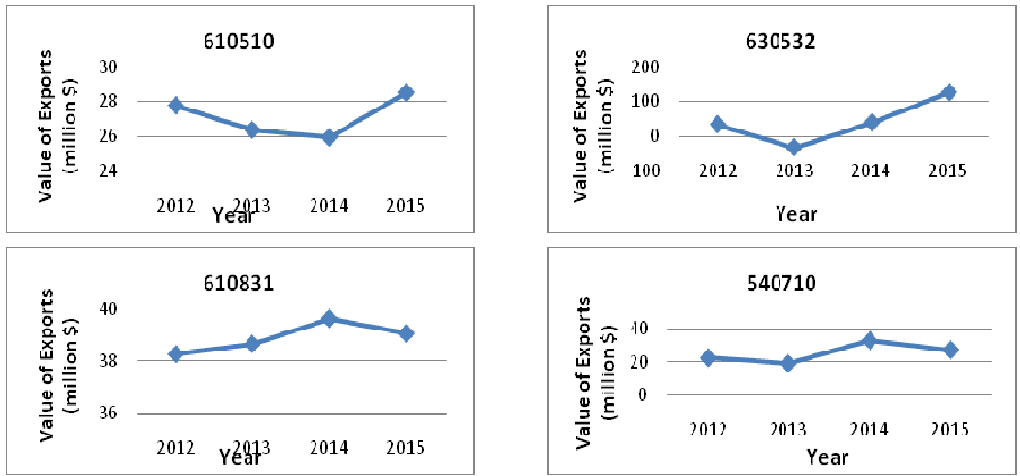 610510
Value of Exports
(million $)
30
28
26
24
2012 2013 2014 2015
Year
630532
Value of Exports
(million $)
200
100
0
100
2012 2013 2014 2015
Year
610831
Value of Exports
(million $)
40
38
36
2012 2013 2014 2015
Year
540710
Value of Exports
(million $)
40
20
0
2012 2013 2014 2015
Year